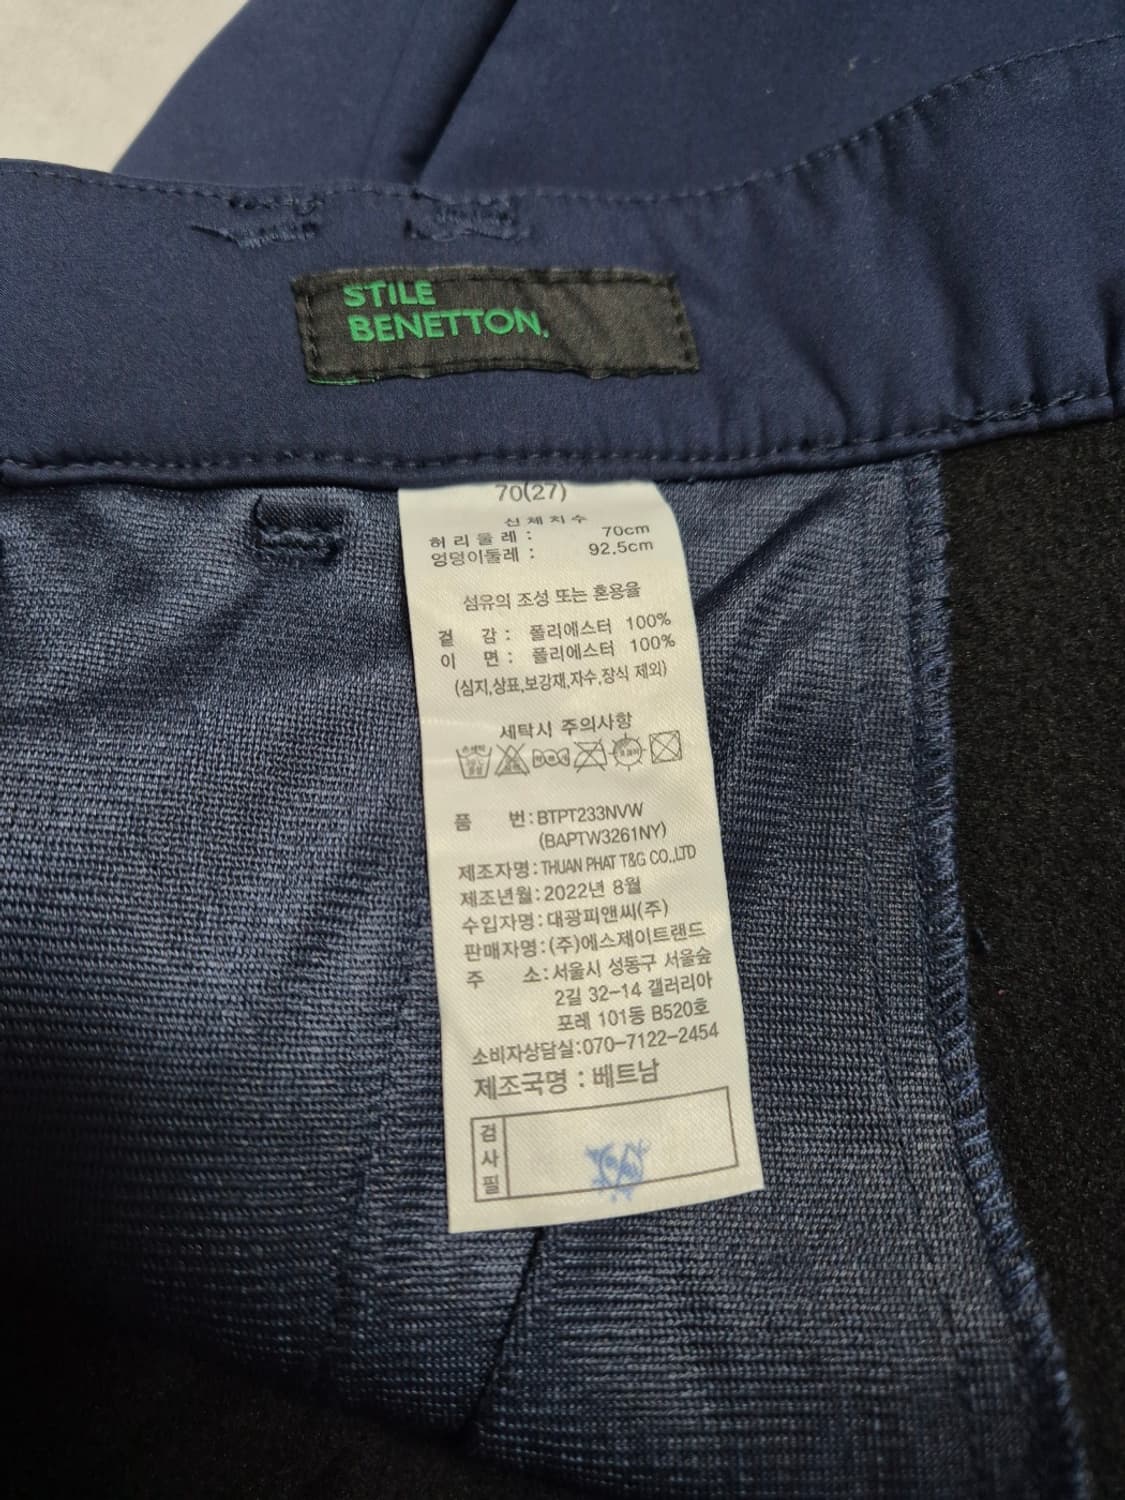 STILE
BENETTON.
70(27)
신체치수
허리둘레 : 70cm
엉덩이둘레 : 92.5cm
섬유의 조성 또는 혼용율
겉 감 : 폴리에스터 100%
이 면 : 폴리에스터 100%
(심지,상표,보강재,자수,장식 제외)
세탁시 주의사항
품 번:BTPT233NVW
(BAPTW3261NY)
제조자명:THUAN PHAT T&G CO.,LTD
제조년월:2022년 8월
수입자명:대광피앤씨(주)
판매자명:(주)에스제이트랜드
주 소:서울시 성동구 서울숲
2길 32-14 갤러리아
포레 101동 B520호
소비자상담실:070-7122-2454
제조국명 : 베트남
검사필